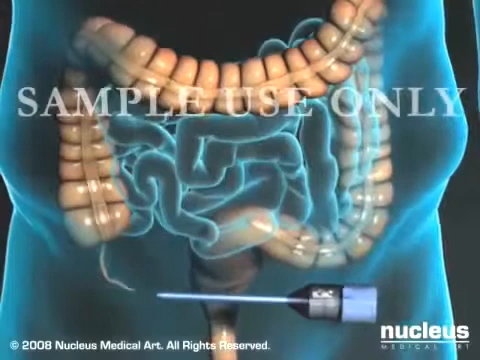 SAMPLE USE ONLY
nucleus
MEDICAL ART
© 2008 Nucleus Medical Art. All Rights Reserved.